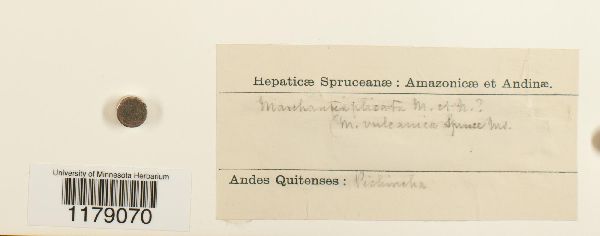 Hepaticæ Spruceanæ : Amazonicæ et Andinæ.
Marchantia plicata M. et N. ?
(M. vulcanica Spruce Ms.
Andes Quitenses : Pichincha
University of Minnesota Herbarium
1179070